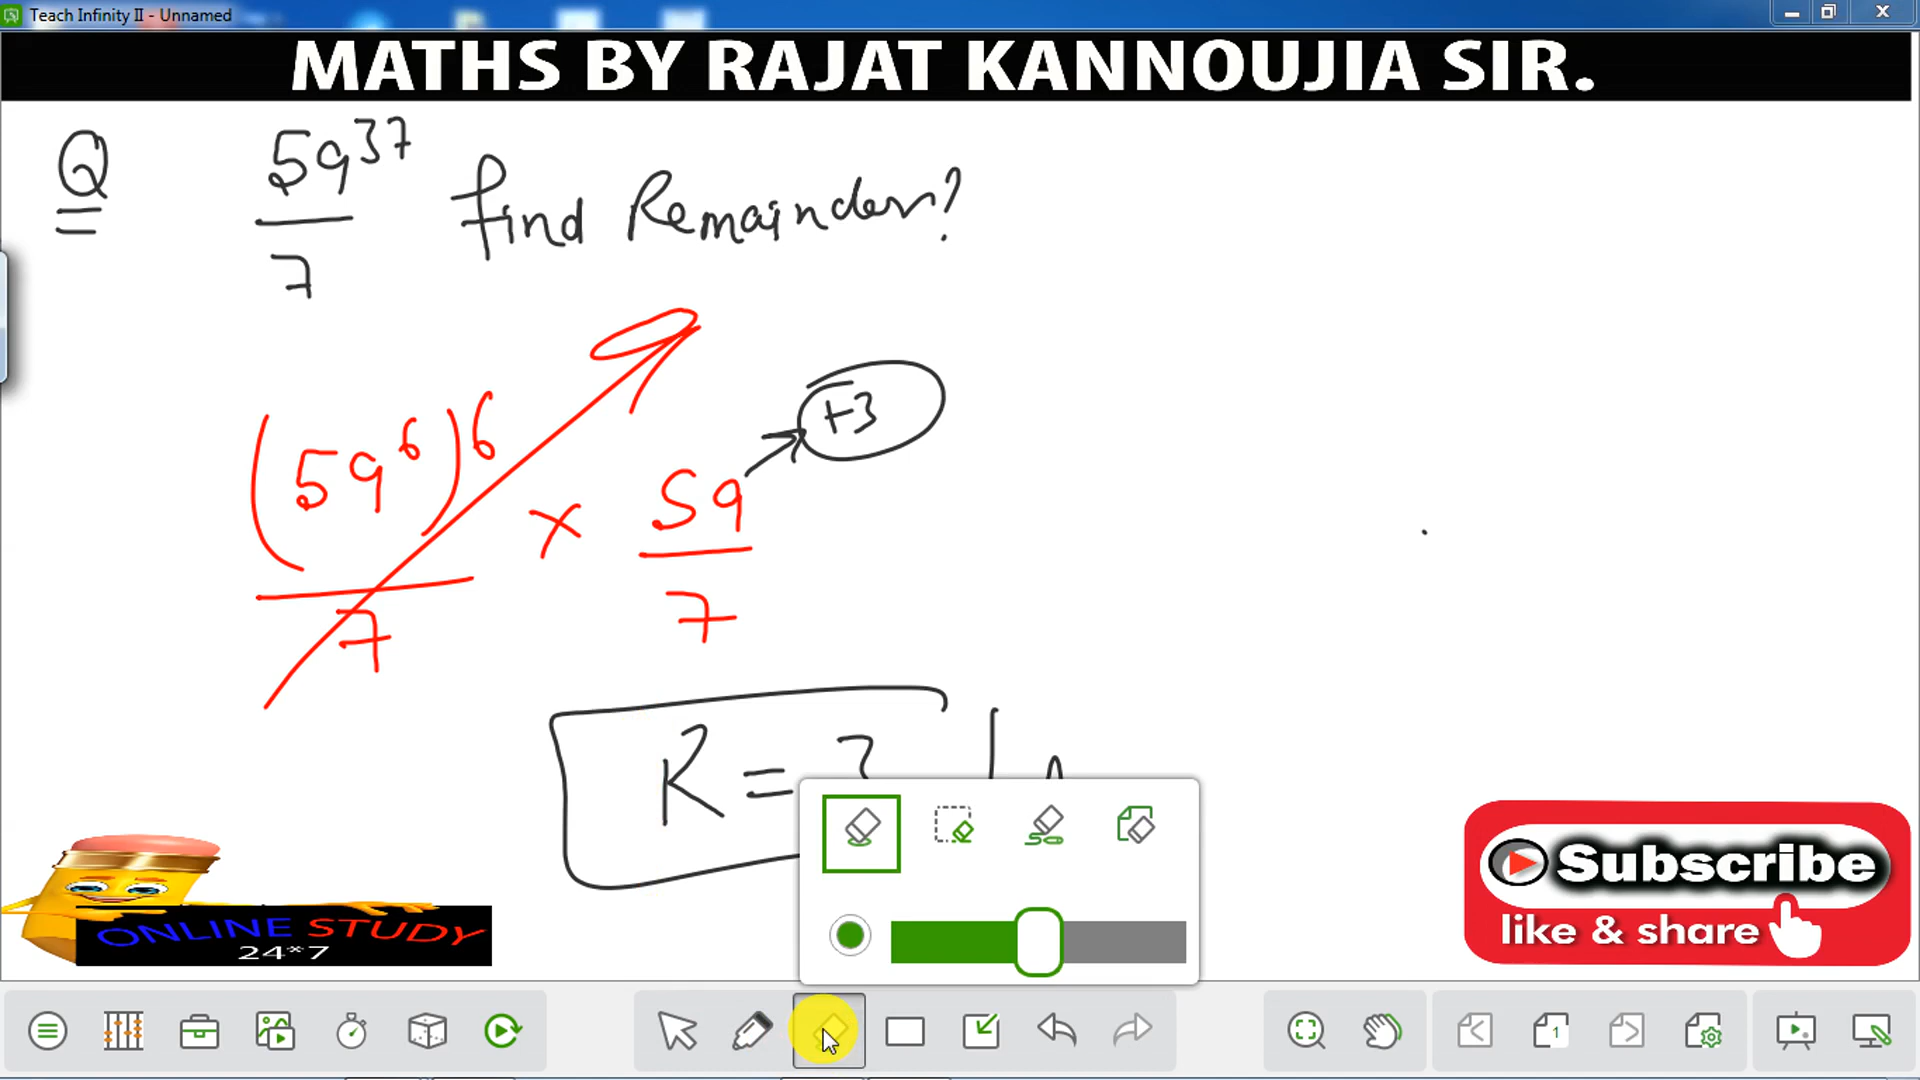 Teach Infinity II - Unnamed
MATHS BY RAJAT KANNOUJIA SIR.
Q 59^37 / 7 find Remainder?
(59^6)^6 / 7 × 59 / 7 → +3
R = 3
ONLINE STUDY
24*7
Subscribe
like & share
1